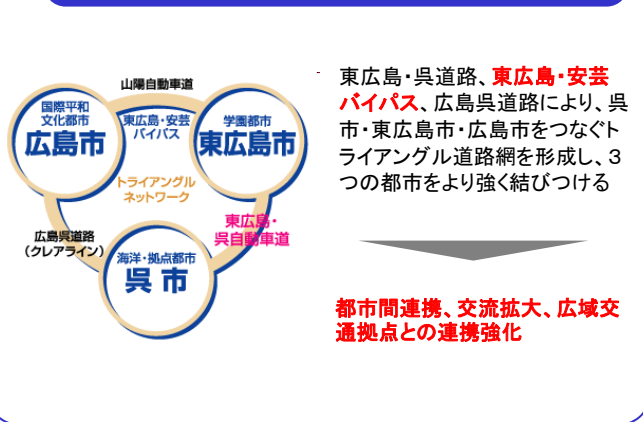 山陽自動車道
国際平和
文化都市
広島市
東広島・安芸
バイパス
学園都市
東広島市
トライアングル
ネットワーク
広島呉道路
（クレアライン）
東広島・
呉自動車道
海洋・拠点都市
呉市
東広島・呉道路、東広島・安芸
バイパス、広島呉道路により、呉
市・東広島市・広島市をつなぐト
ライアングル道路網を形成し、３
つの都市をより強く結びつける
都市間連携、交流拡大、広域交
通拠点との連携強化